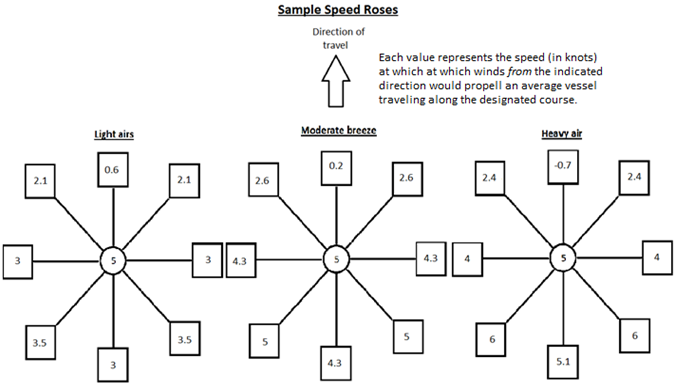 Sample Speed Roses
Direction of
travel
Each value represents the speed (in knots)
at which at which winds from the indicated
direction would propell an average vessel
traveling along the designated course.
Light airs
0.6
2.1
2.1
3
5
3
3.5
3.5
3
Moderate breeze
0.2
2.6
2.6
4.3
5
4.3
5
5
4.3
Heavy air
-0.7
2.4
2.4
4
5
4
6
6
5.1